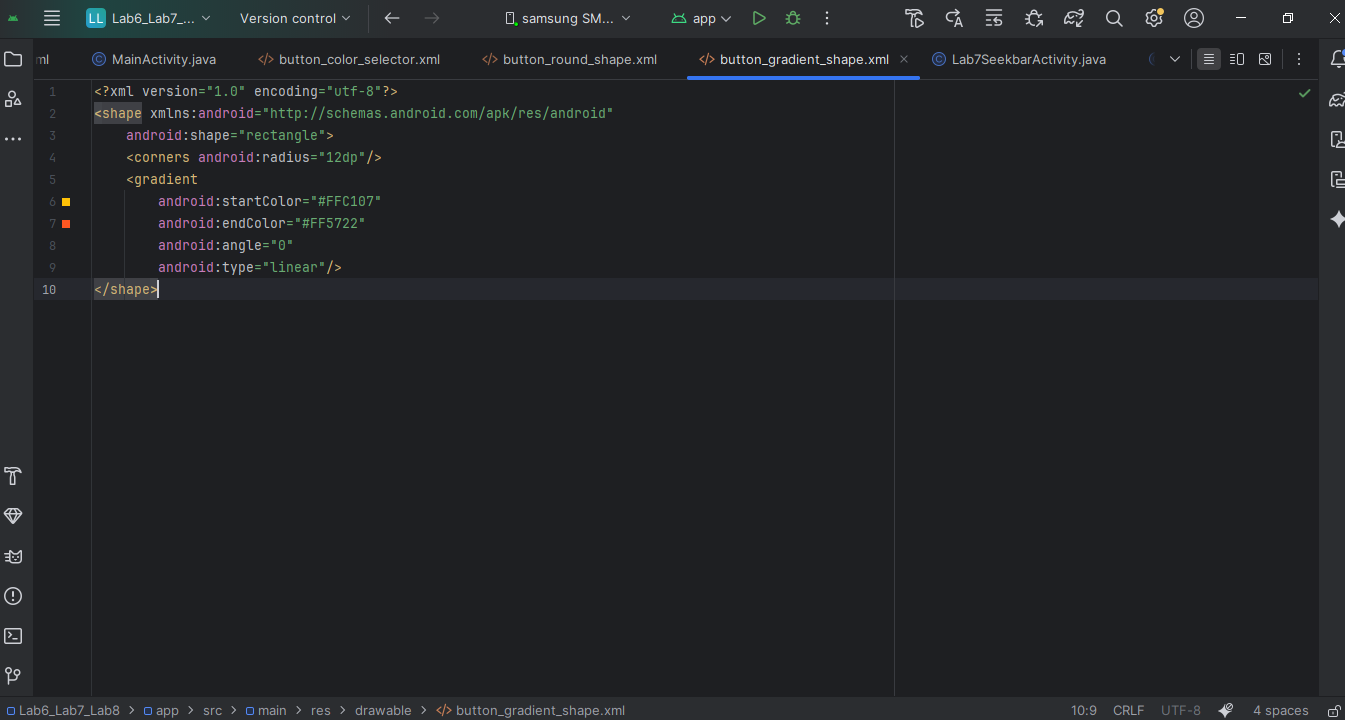 LL Lab6_Lab7_... Version control samsung SM... app
ml MainActivity.java button_color_selector.xml button_round_shape.xml button_gradient_shape.xml Lab7SeekbarActivity.java
1 <?xml version="1.0" encoding="utf-8"?>
2 <shape xmlns:android="http://schemas.android.com/apk/res/android"
3 android:shape="rectangle">
4 <corners android:radius="12dp"/>
5 <gradient
6 android:startColor="#FFC107"
7 android:endColor="#FF5722"
8 android:angle="0"
9 android:type="linear"/>
10 </shape>
Lab6_Lab7_Lab8 > app > src > main > res > drawable > button_gradient_shape.xml 10:9 CRLF UTF-8 4 spaces